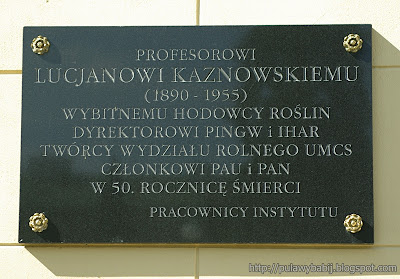 PROFESOROWI
LUCJANOWI KAZNOWSKIEMU
(1890 - 1955)
WYBITNEMU HODOWCY ROŚLIN
DYREKTOROWI PINGW i IHAR
TWÓRCY WYDZIAŁU ROLNEGO UMCS
CZŁONKOWI PAU i PAN
W 50. ROCZNICĘ ŚMIERCI
PRACOWNICY INSTYTUTU
http://pulawyhabij.blogspot.com